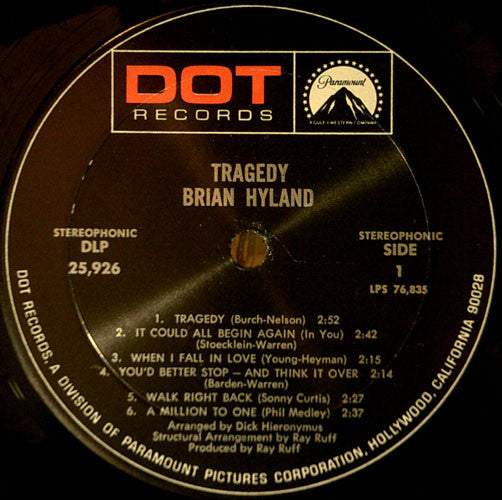 DOT
RECORDS
Paramount
A GULF + WESTERN COMPANY
TRAGEDY
BRIAN HYLAND
STEREOPHONIC
DLP
25,926
STEREOPHONIC
SIDE
1
LPS 76,835
1. TRAGEDY (Burch-Nelson) 2:52
2. IT COULD ALL BEGIN AGAIN (In You) 2:42
(Stoecklein-Warren)
3. WHEN I FALL IN LOVE (Young-Heyman) 2:15
4. YOU'D BETTER STOP — AND THINK IT OVER 2:14
(Barden-Warren)
5. WALK RIGHT BACK (Sonny Curtis) 2:27
6. A MILLION TO ONE (Phil Medley) 2:37
Arranged by Dick Hieronymus
Structural Arrangement by Ray Ruff
Produced by Ray Ruff
DOT RECORDS, A DIVISION OF PARAMOUNT PICTURES CORPORATION, HOLLYWOOD, CALIFORNIA 90028